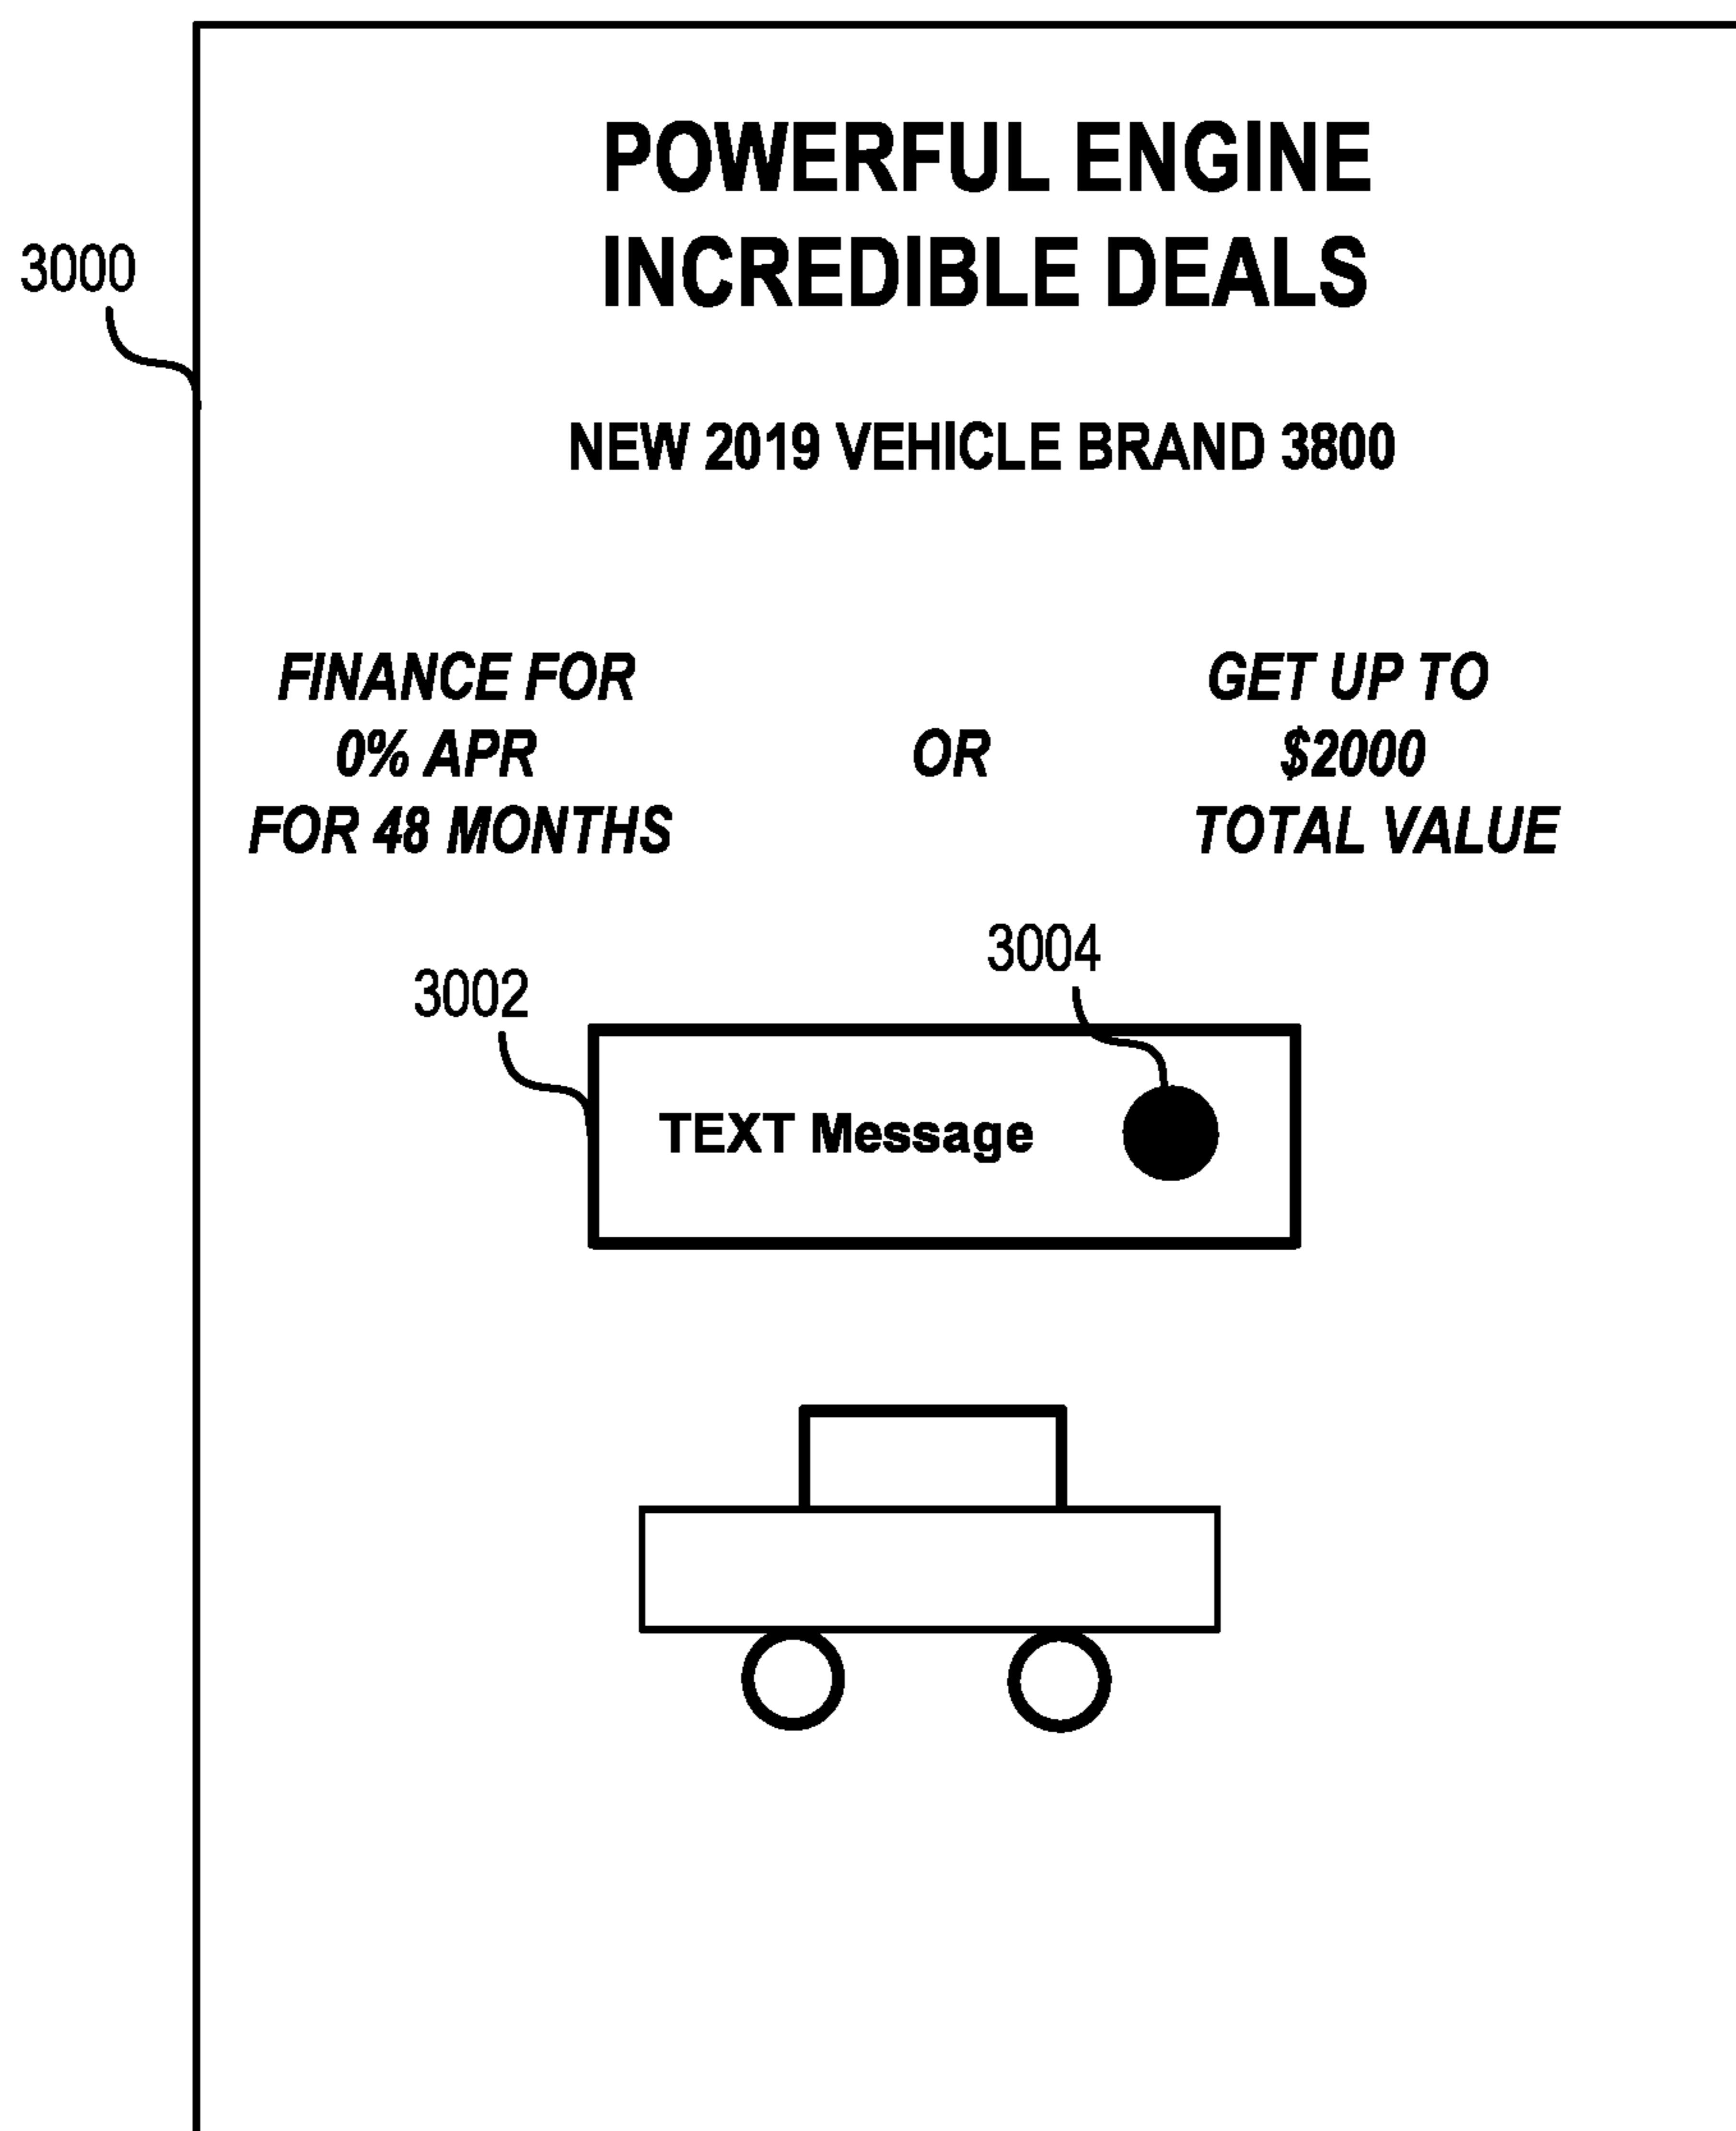 POWERFUL ENGINE
INCREDIBLE DEALS
3000
NEW 2019 VEHICLE BRAND 3800
FINANCE FOR
0% APR
FOR 48 MONTHS
OR
GET UP TO
$2000
TOTAL VALUE
3004
3002
TEXT Message